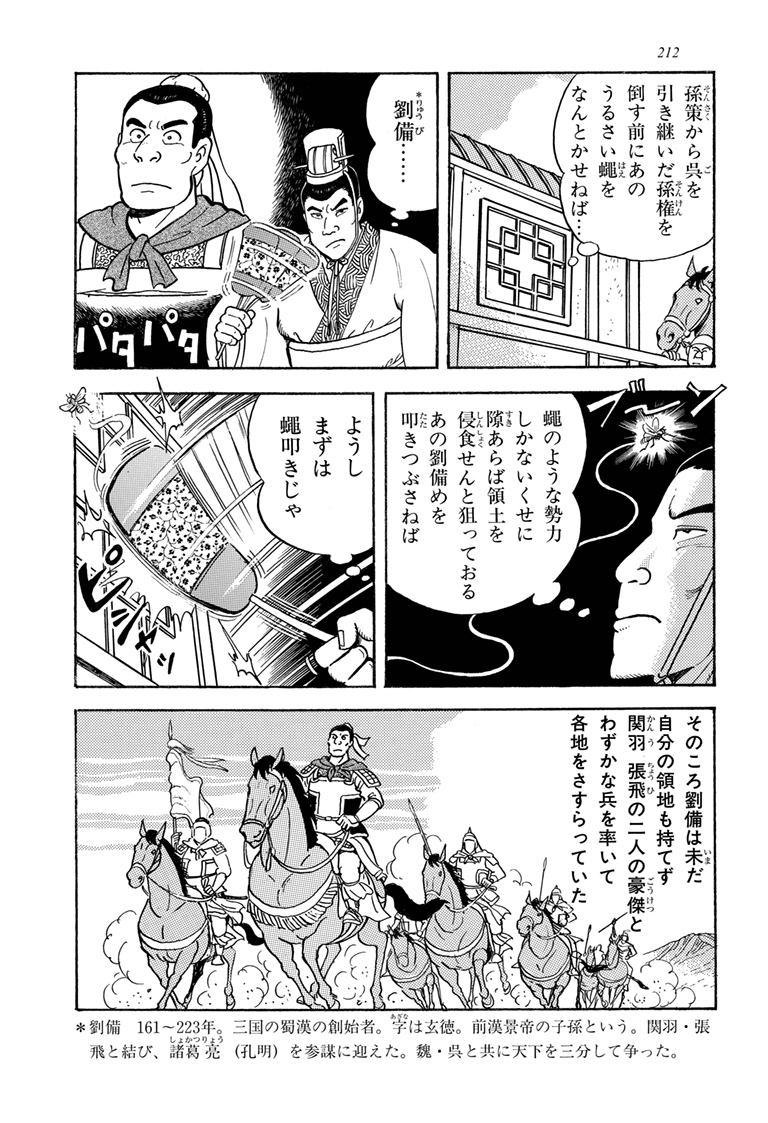 212
孫策から呉を
引き継いだ孫権を
倒す前にあの
うるさい蠅を
なんとかせねば…
劉備……
パタパタ
ブーン
蠅のような勢力
しかないくせに
隙あらば領土を
侵食せんと狙っておる
あの劉備めを
叩きつぶさねば
ようし
まずは
蠅叩きじゃ
ピシャッ
そのころ劉備は未だ
自分の領地も持てず
関羽 張飛の二人の豪傑と
わずかな兵を率いて
各地をさすらっていた
*劉備 161~223年。三国の蜀漢の創始者。字は玄徳。前漢景帝の子孫という。関羽・張
飛と結び、諸葛亮(孔明)を参謀に迎えた。魏・呉と共に天下を三分して争った。